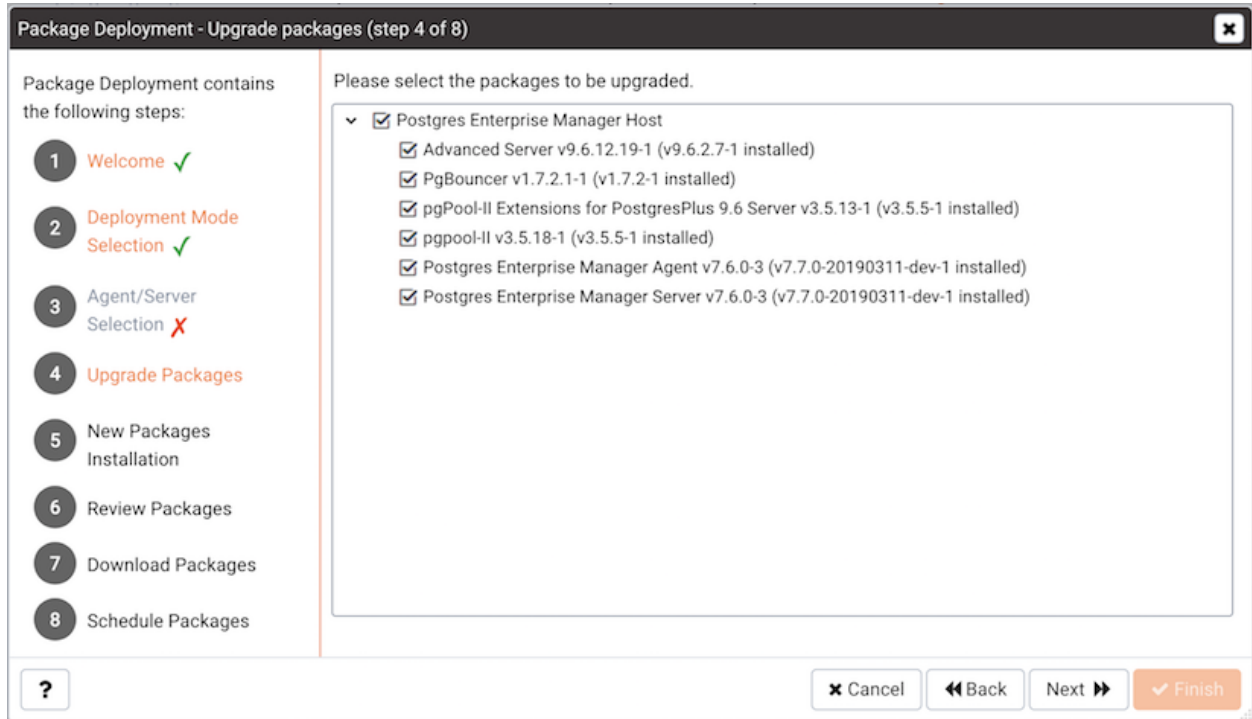 Package Deployment - Upgrade packages (step 4 of 8)
Package Deployment contains
the following steps:
1 Welcome
2 Deployment Mode
Selection
3 Agent/Server
Selection
4 Upgrade Packages
5 New Packages
Installation
6 Review Packages
7 Download Packages
8 Schedule Packages
Please select the packages to be upgraded.
Postgres Enterprise Manager Host
Advanced Server v9.6.12.19-1 (v9.6.2.7-1 installed)
PgBouncer v1.7.2.1-1 (v1.7.2-1 installed)
pgPool-II Extensions for PostgresPlus 9.6 Server v3.5.13-1 (v3.5.5-1 installed)
pgpool-II v3.5.18-1 (v3.5.5-1 installed)
Postgres Enterprise Manager Agent v7.6.0-3 (v7.7.0-20190311-dev-1 installed)
Postgres Enterprise Manager Server v7.6.0-3 (v7.7.0-20190311-dev-1 installed)
? Cancel Back Next Finish